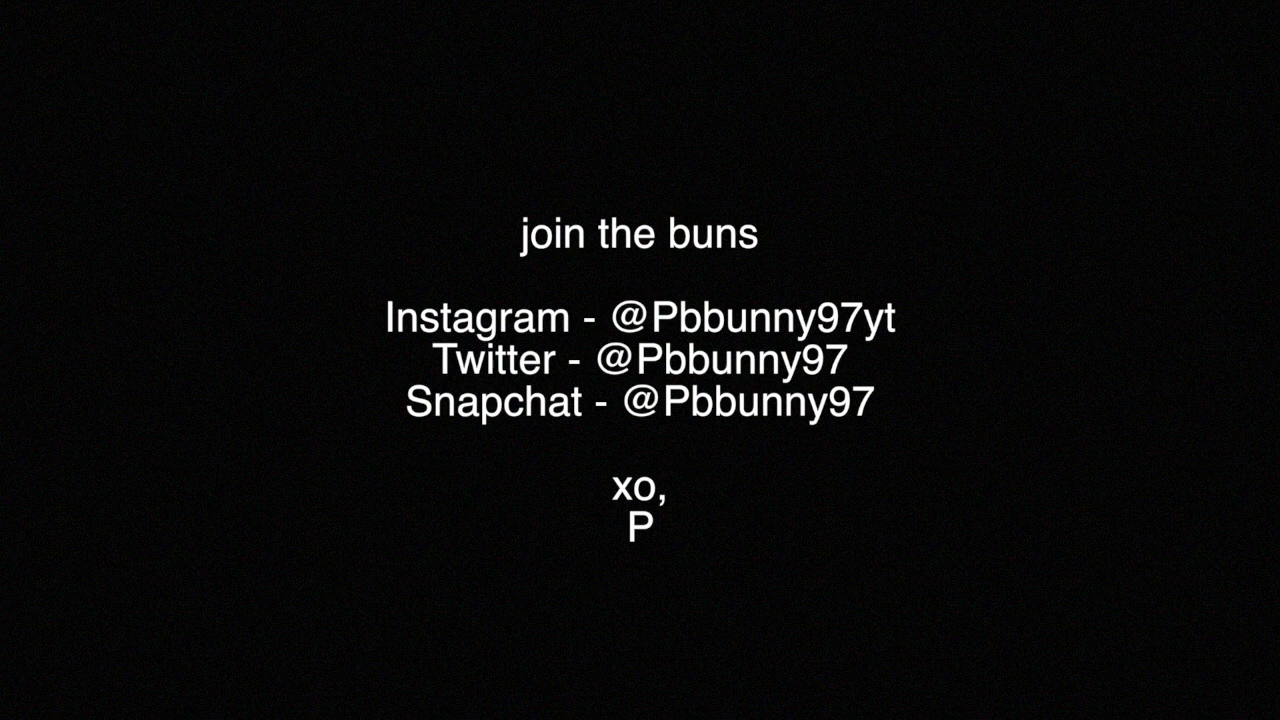 join the buns
Instagram - @Pbbunny97yt
Twitter - @Pbbunny97
Snapchat - @Pbbunny97
xo,
P